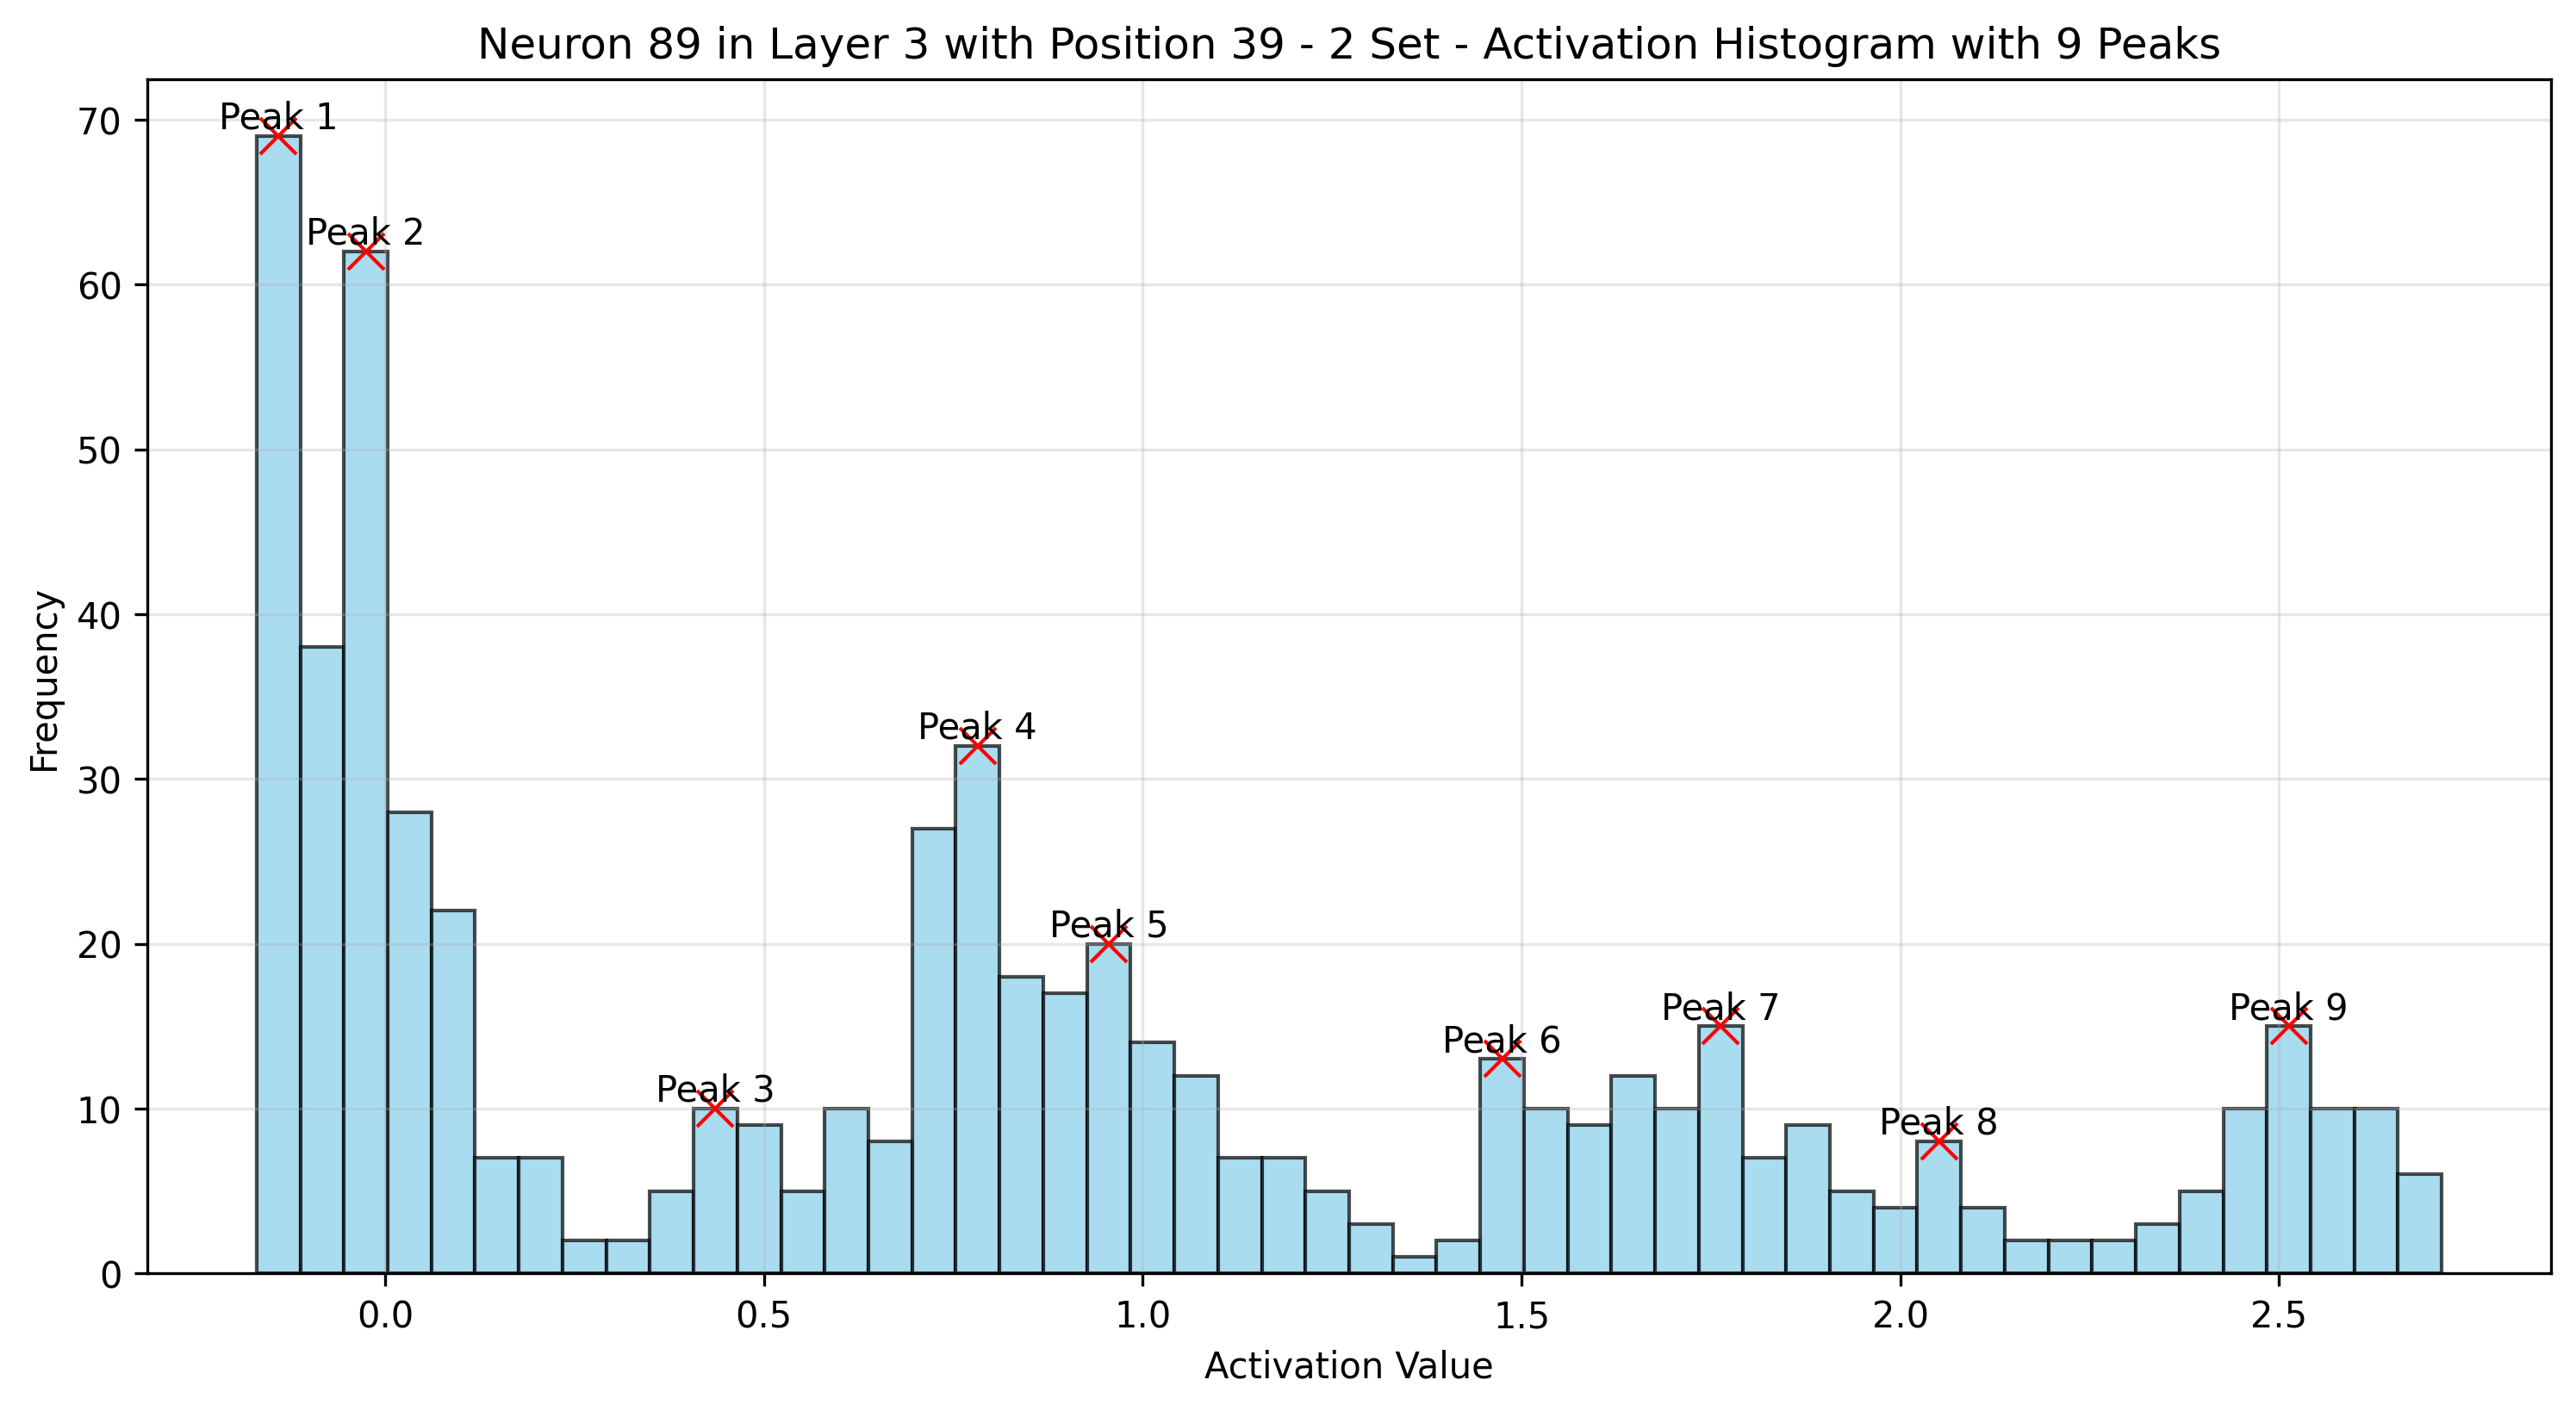 Neuron 89 in Layer 3 with Position 39 - 2 Set - Activation Histogram with 9 Peaks
Frequency
70
60
50
40
30
20
10
0
Peak 1
Peak 2
Peak 3
Peak 4
Peak 5
Peak 6
Peak 7
Peak 8
Peak 9
0.0
0.5
1.0
1.5
2.0
2.5
Activation Value